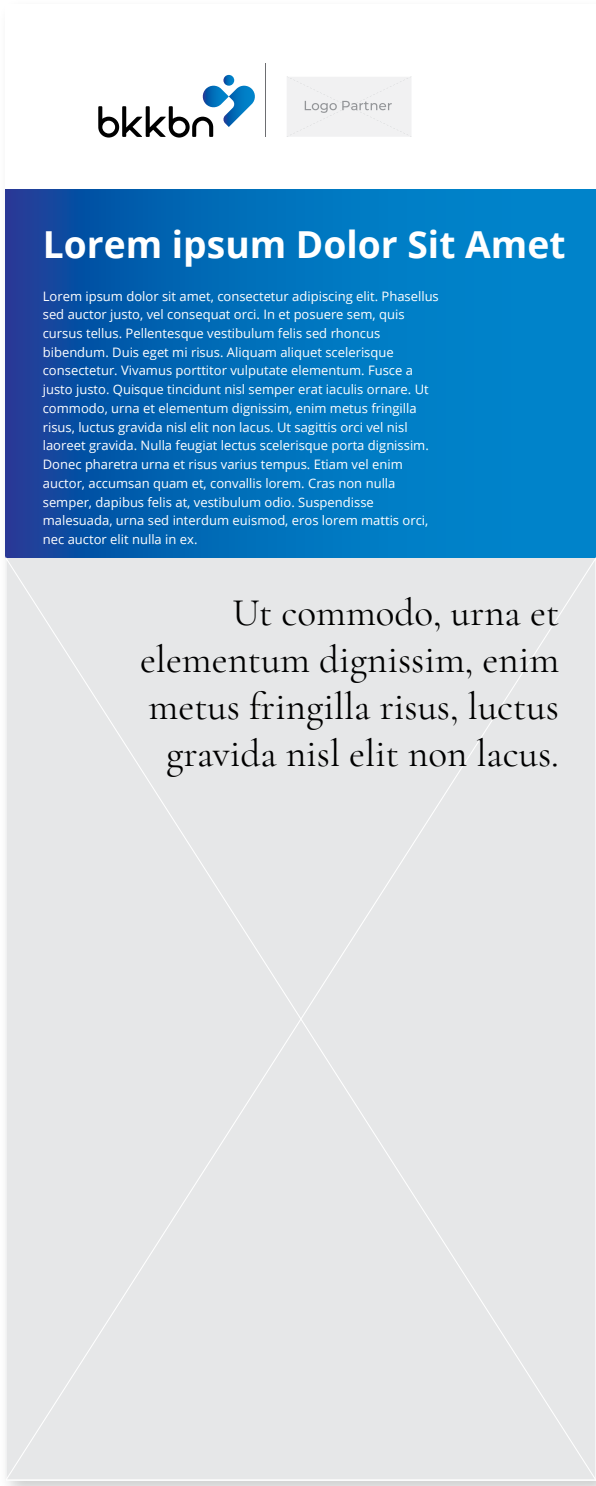 bkkbn
Logo Partner
Lorem ipsum Dolor Sit Amet
Lorem ipsum dolor sit amet, consectetur adipiscing elit. Phasellus
sed auctor justo, vel consequat orci. In et posuere sem, quis
cursus tellus. Pellentesque vestibulum felis sed rhoncus
bibendum. Duis eget mi risus. Aliquam aliquet scelerisque
consectetur. Vivamus porttitor vulputate elementum. Fusce a
justo justo. Quisque tincidunt nisl semper erat iaculis ornare. Ut
commodo, urna et elementum dignissim, enim metus fringilla
risus, luctus gravida nisl elit non lacus. Ut sagittis orci vel nisl
laoreet gravida. Nulla feugiat lectus scelerisque porta dignissim.
Donec pharetra urna et risus varius tempus. Etiam vel enim
auctor, accumsan quam et, convallis lorem. Cras non nulla
semper, dapibus felis at, vestibulum odio. Suspendisse
malesuada, urna sed interdum euismod, eros lorem mattis orci,
nec auctor elit nulla in ex.
Ut commodo, urna et
elementum dignissim, enim
metus fringilla risus, luctus
gravida nisl elit non lacus.